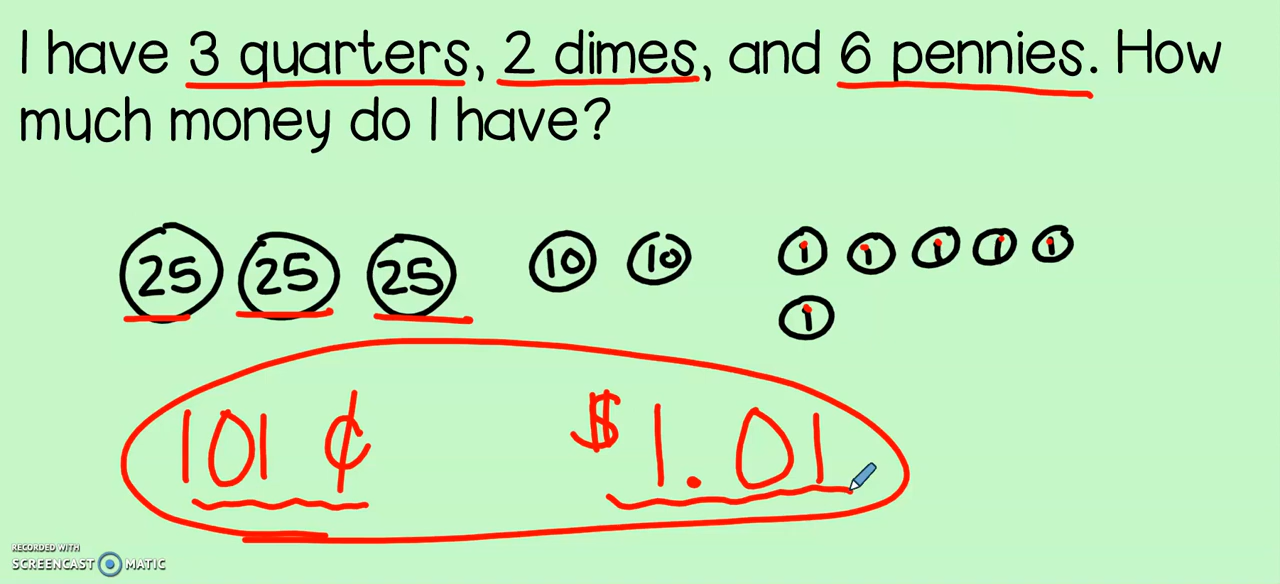 I have 3 quarters, 2 dimes, and 6 pennies. How
much money do I have?
25 25 25 10 10 1 1 1 1 1
1
101 ¢ $1.01
RECORDED WITH
SCREENCAST MATIC